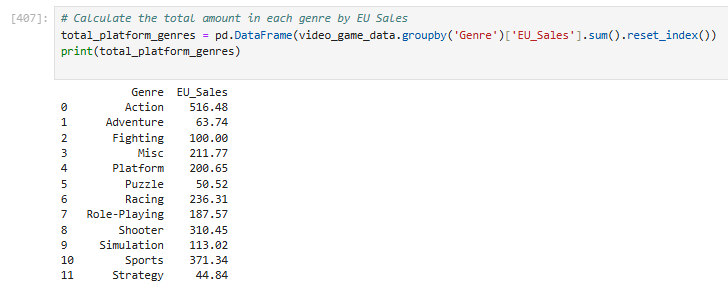 [407]: # Calculate the total amount in each genre by EU Sales
total_platform_genres = pd.DataFrame(video_game_data.groupby('Genre')['EU_Sales'].sum().reset_index())
print(total_platform_genres)
Genre EU_Sales
0 Action 516.48
1 Adventure 63.74
2 Fighting 100.00
3 Misc 211.77
4 Platform 200.65
5 Puzzle 50.52
6 Racing 236.31
7 Role-Playing 187.57
8 Shooter 310.45
9 Simulation 113.02
10 Sports 371.34
11 Strategy 44.84